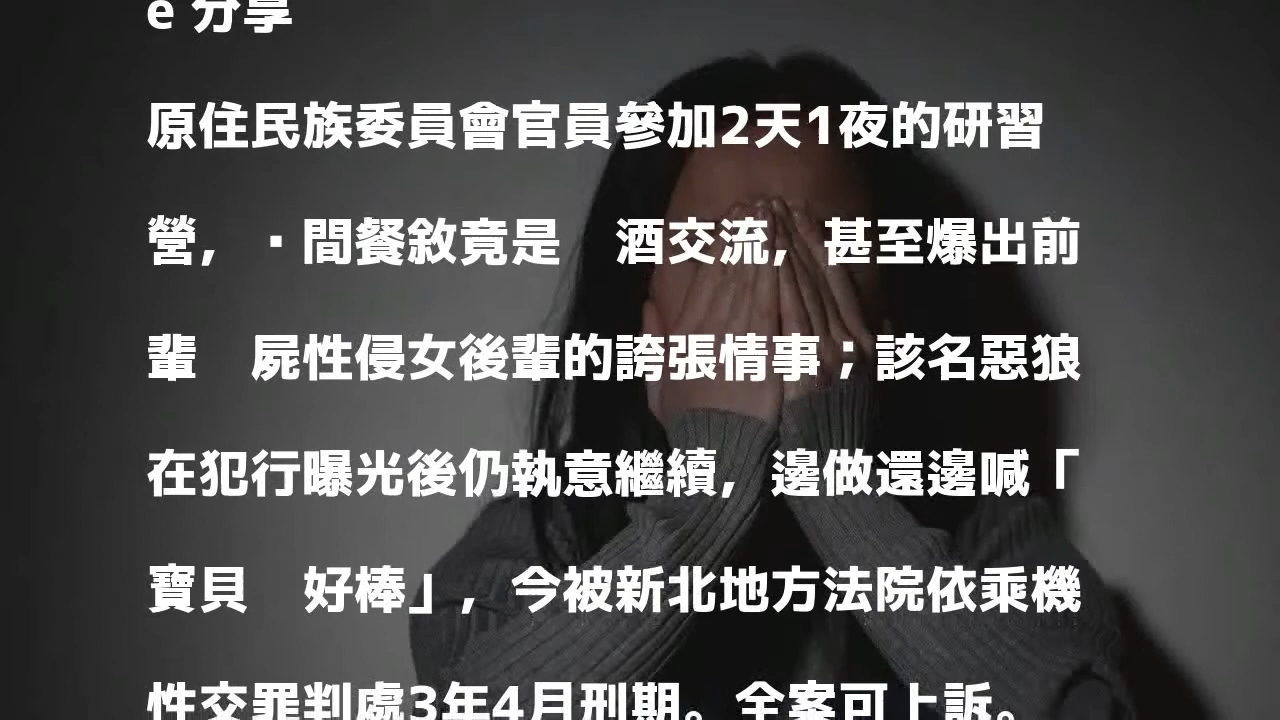 e 分享
原住民族委員會官員參加2天1夜的研習
營，▪間餐敘竟是 酒交流，甚至爆出前
輩 屍性侵女後輩的誇張情事；該名惡狼
在犯行曝光後仍執意繼續，邊做還邊喊「
寶貝 好棒」，今被新北地方法院依乘機
性交罪判處3年4月刑期。全案可上訴。